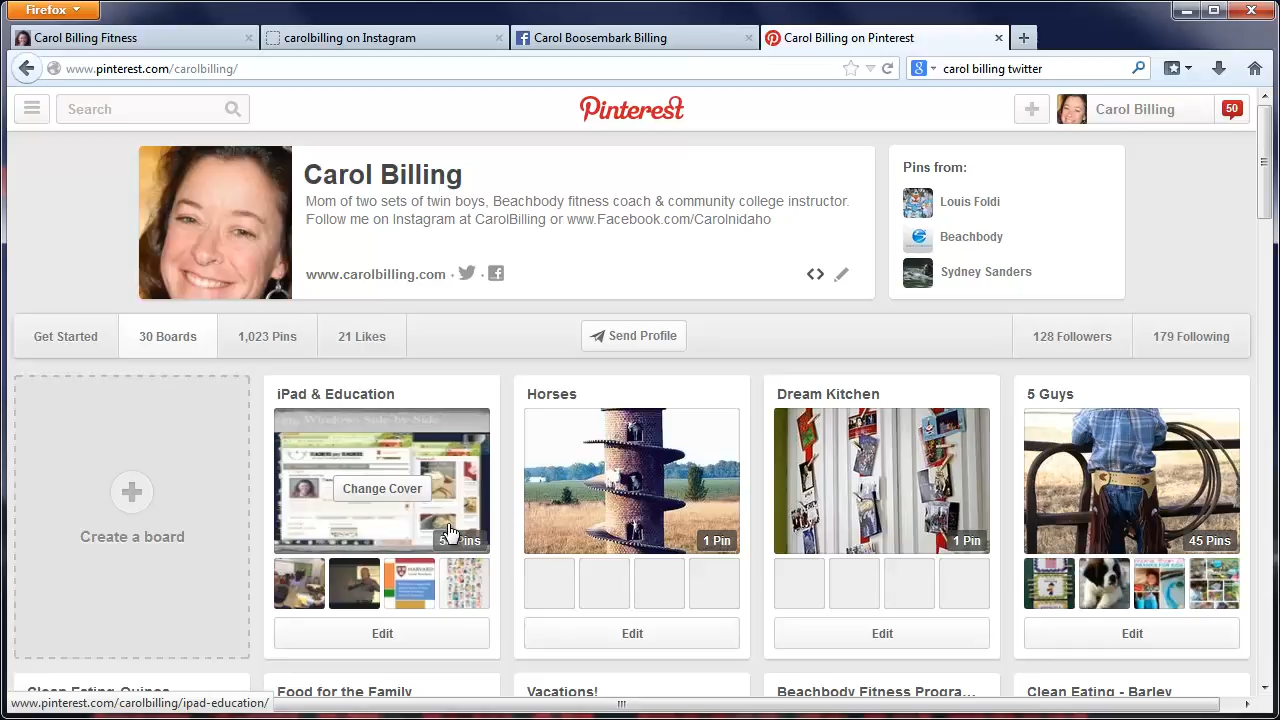 Firefox
Carol Billing Fitness
carolbilling on Instagram
Carol Boosembark Billing
Carol Billing on Pinterest
www.pinterest.com/carolbilling/
carol billing twitter
Search
Pinterest
Carol Billing
50
Carol Billing
Mom of two sets of twin boys, Beachbody fitness coach & community college instructor.
Follow me on Instagram at CarolBilling or www.Facebook.com/CarolnIdaho
www.carolbilling.com
Pins from:
Louis Foldi
Beachbody
Sydney Sanders
Get Started
30 Boards
1,023 Pins
21 Likes
Send Profile
128 Followers
179 Following
Create a board
iPad & Education
Change Cover
Pins
Edit
Horses
1 Pin
Edit
Dream Kitchen
1 Pin
Edit
5 Guys
45 Pins
Edit
Food for the Family
Vacations!
Beachbody Fitness Progra...
Clean Eating - Barley
www.pinterest.com/carolbilling/ipad-education/